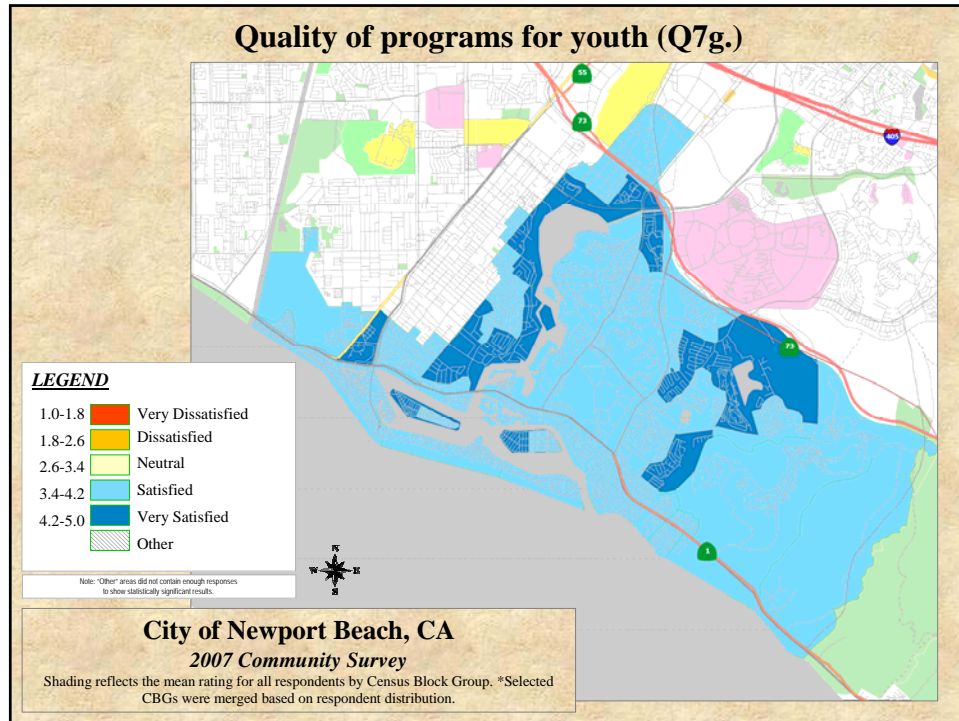 Quality of programs for youth (Q7g.)
55
73
405
73
1
LEGEND
1.0-1.8 Very Dissatisfied
1.8-2.6 Dissatisfied
2.6-3.4 Neutral
3.4-4.2 Satisfied
4.2-5.0 Very Satisfied
Other
Note: "Other" areas did not contain enough responses
to show statistically significant results.
N
W E
S
City of Newport Beach, CA
2007 Community Survey
Shading reflects the mean rating for all respondents by Census Block Group. *Selected
CBGs were merged based on respondent distribution.